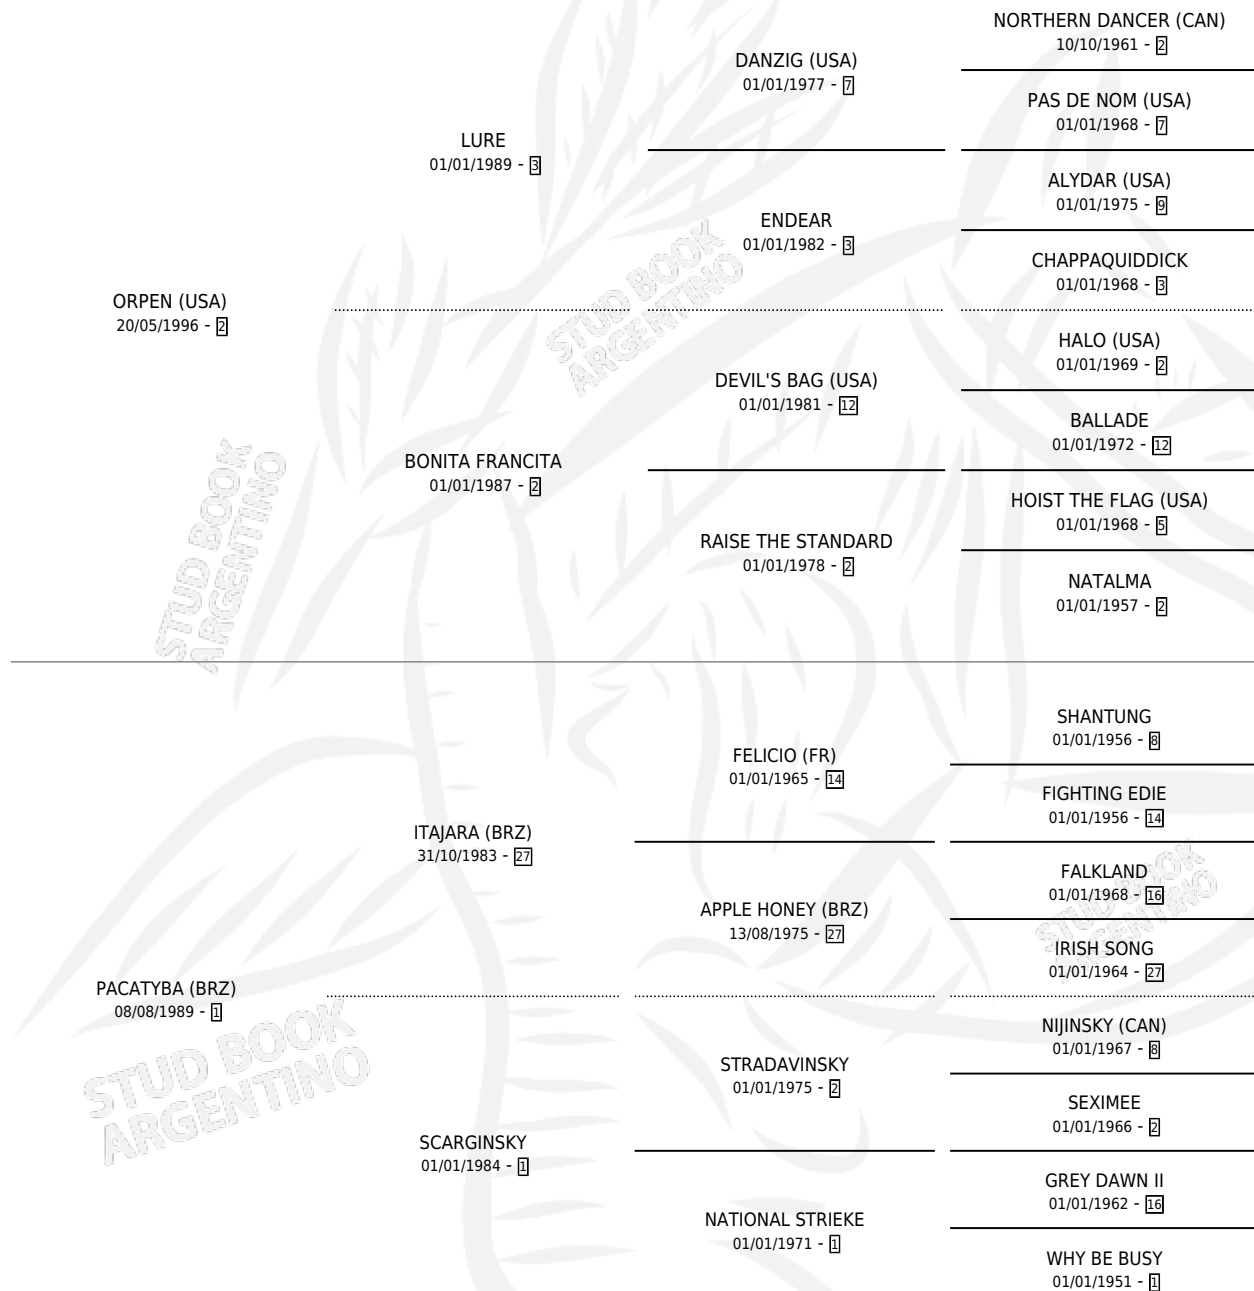 NORTHERN DANCER (CAN)
10/10/1961 - 2
DANZIG (USA)
01/01/1977 - 7
PAS DE NOM (USA)
01/01/1968 - 7
LURE
01/01/1989 - 3
ALYDAR (USA)
01/01/1975 - 9
ENDEAR
01/01/1982 - 3
CHAPPAQUIDDICK
01/01/1968 - 3
STUD BOOK
ARGENTINO
ORPEN (USA)
20/05/1996 - 2
HALO (USA)
01/01/1969 - 2
DEVIL'S BAG (USA)
01/01/1981 - 12
BALLADE
01/01/1972 - 12
BONITA FRANCITA
01/01/1987 - 2
HOIST THE FLAG (USA)
01/01/1968 - 5
RAISE THE STANDARD
01/01/1978 - 2
NATALMA
01/01/1957 - 2
STUD BOOK
ARGENTINO
SHANTUNG
01/01/1956 - 8
FELICIO (FR)
01/01/1965 - 14
FIGHTING EDIE
01/01/1956 - 14
ITAJARA (BRZ)
31/10/1983 - 27
FALKLAND
01/01/1968 - 16
APPLE HONEY (BRZ)
13/08/1975 - 27
IRISH SONG
01/01/1964 - 27
STUD BOOK
ARGENTINO
PACATYBA (BRZ)
08/08/1989 - 1
NIJINSKY (CAN)
01/01/1967 - 8
STRADAVINSKY
01/01/1975 - 2
SEXIMEE
01/01/1966 - 2
STUD BOOK
ARGENTINO
SCARGINSKY
01/01/1984 - 1
GREY DAWN II
01/01/1962 - 16
NATIONAL STRIEKE
01/01/1971 - 1
WHY BE BUSY
01/01/1951 - 1